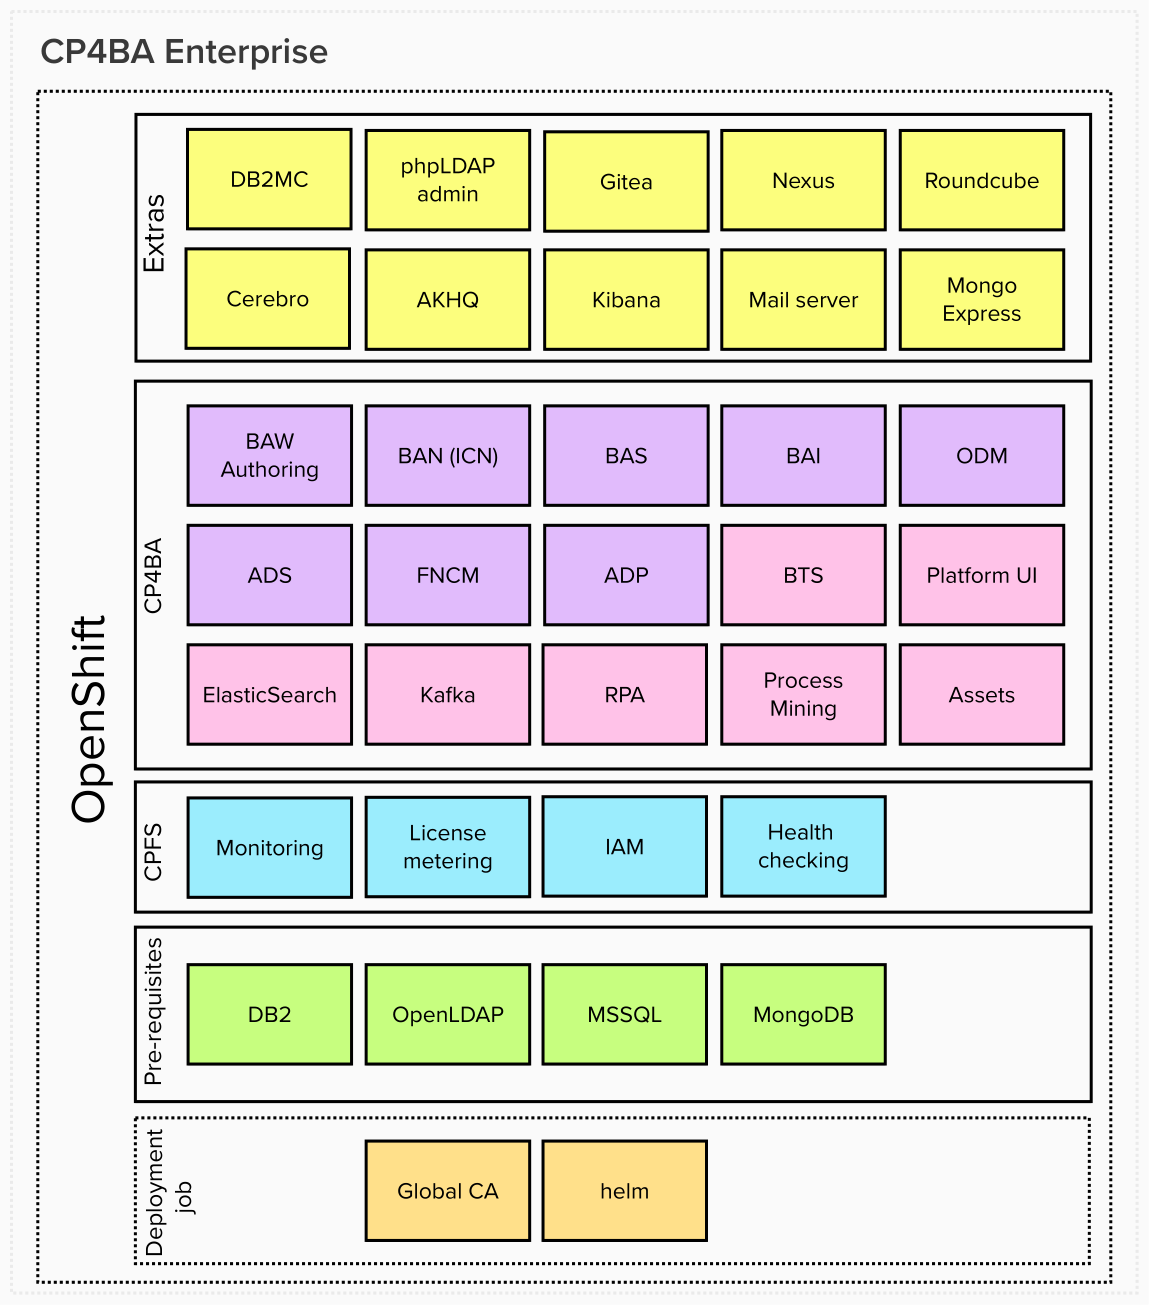 CP4BA Enterprise
OpenShift
Extras
DB2MC
phpLDAP
admin
Gitea
Nexus
Roundcube
Cerebro
AKHQ
Kibana
Mail server
Mongo
Express
CP4BA
BAW
Authoring
BAN (ICN)
BAS
BAI
ODM
ADS
FNCM
ADP
BTS
Platform UI
ElasticSearch
Kafka
RPA
Process
Mining
Assets
CPFS
Monitoring
License
metering
IAM
Health
checking
Pre-requisites
DB2
OpenLDAP
MSSQL
MongoDB
Deployment
job
Global CA
helm